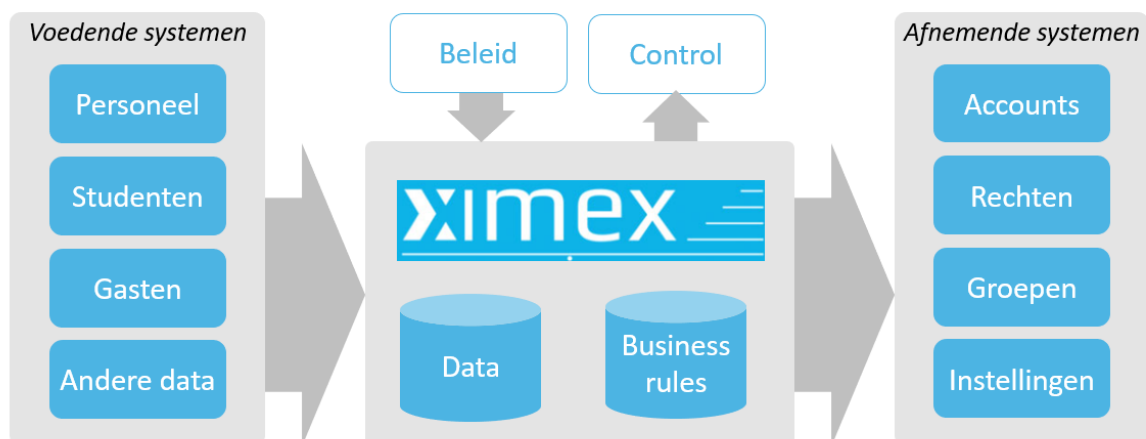 Voedende systemen
Personeel
Studenten
Gasten
Andere data
Beleid
Control
XIMEX
Data
Business
rules
Afnemende systemen
Accounts
Rechten
Groepen
Instellingen